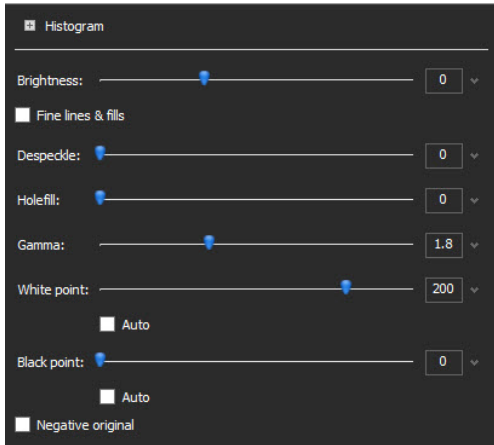 Histogram
Brightness: 0
Fine lines & fills
Despeckle: 0
Holefill: 0
Gamma: 1.8
White point: 200
Auto
Black point: 0
Auto
Negative original